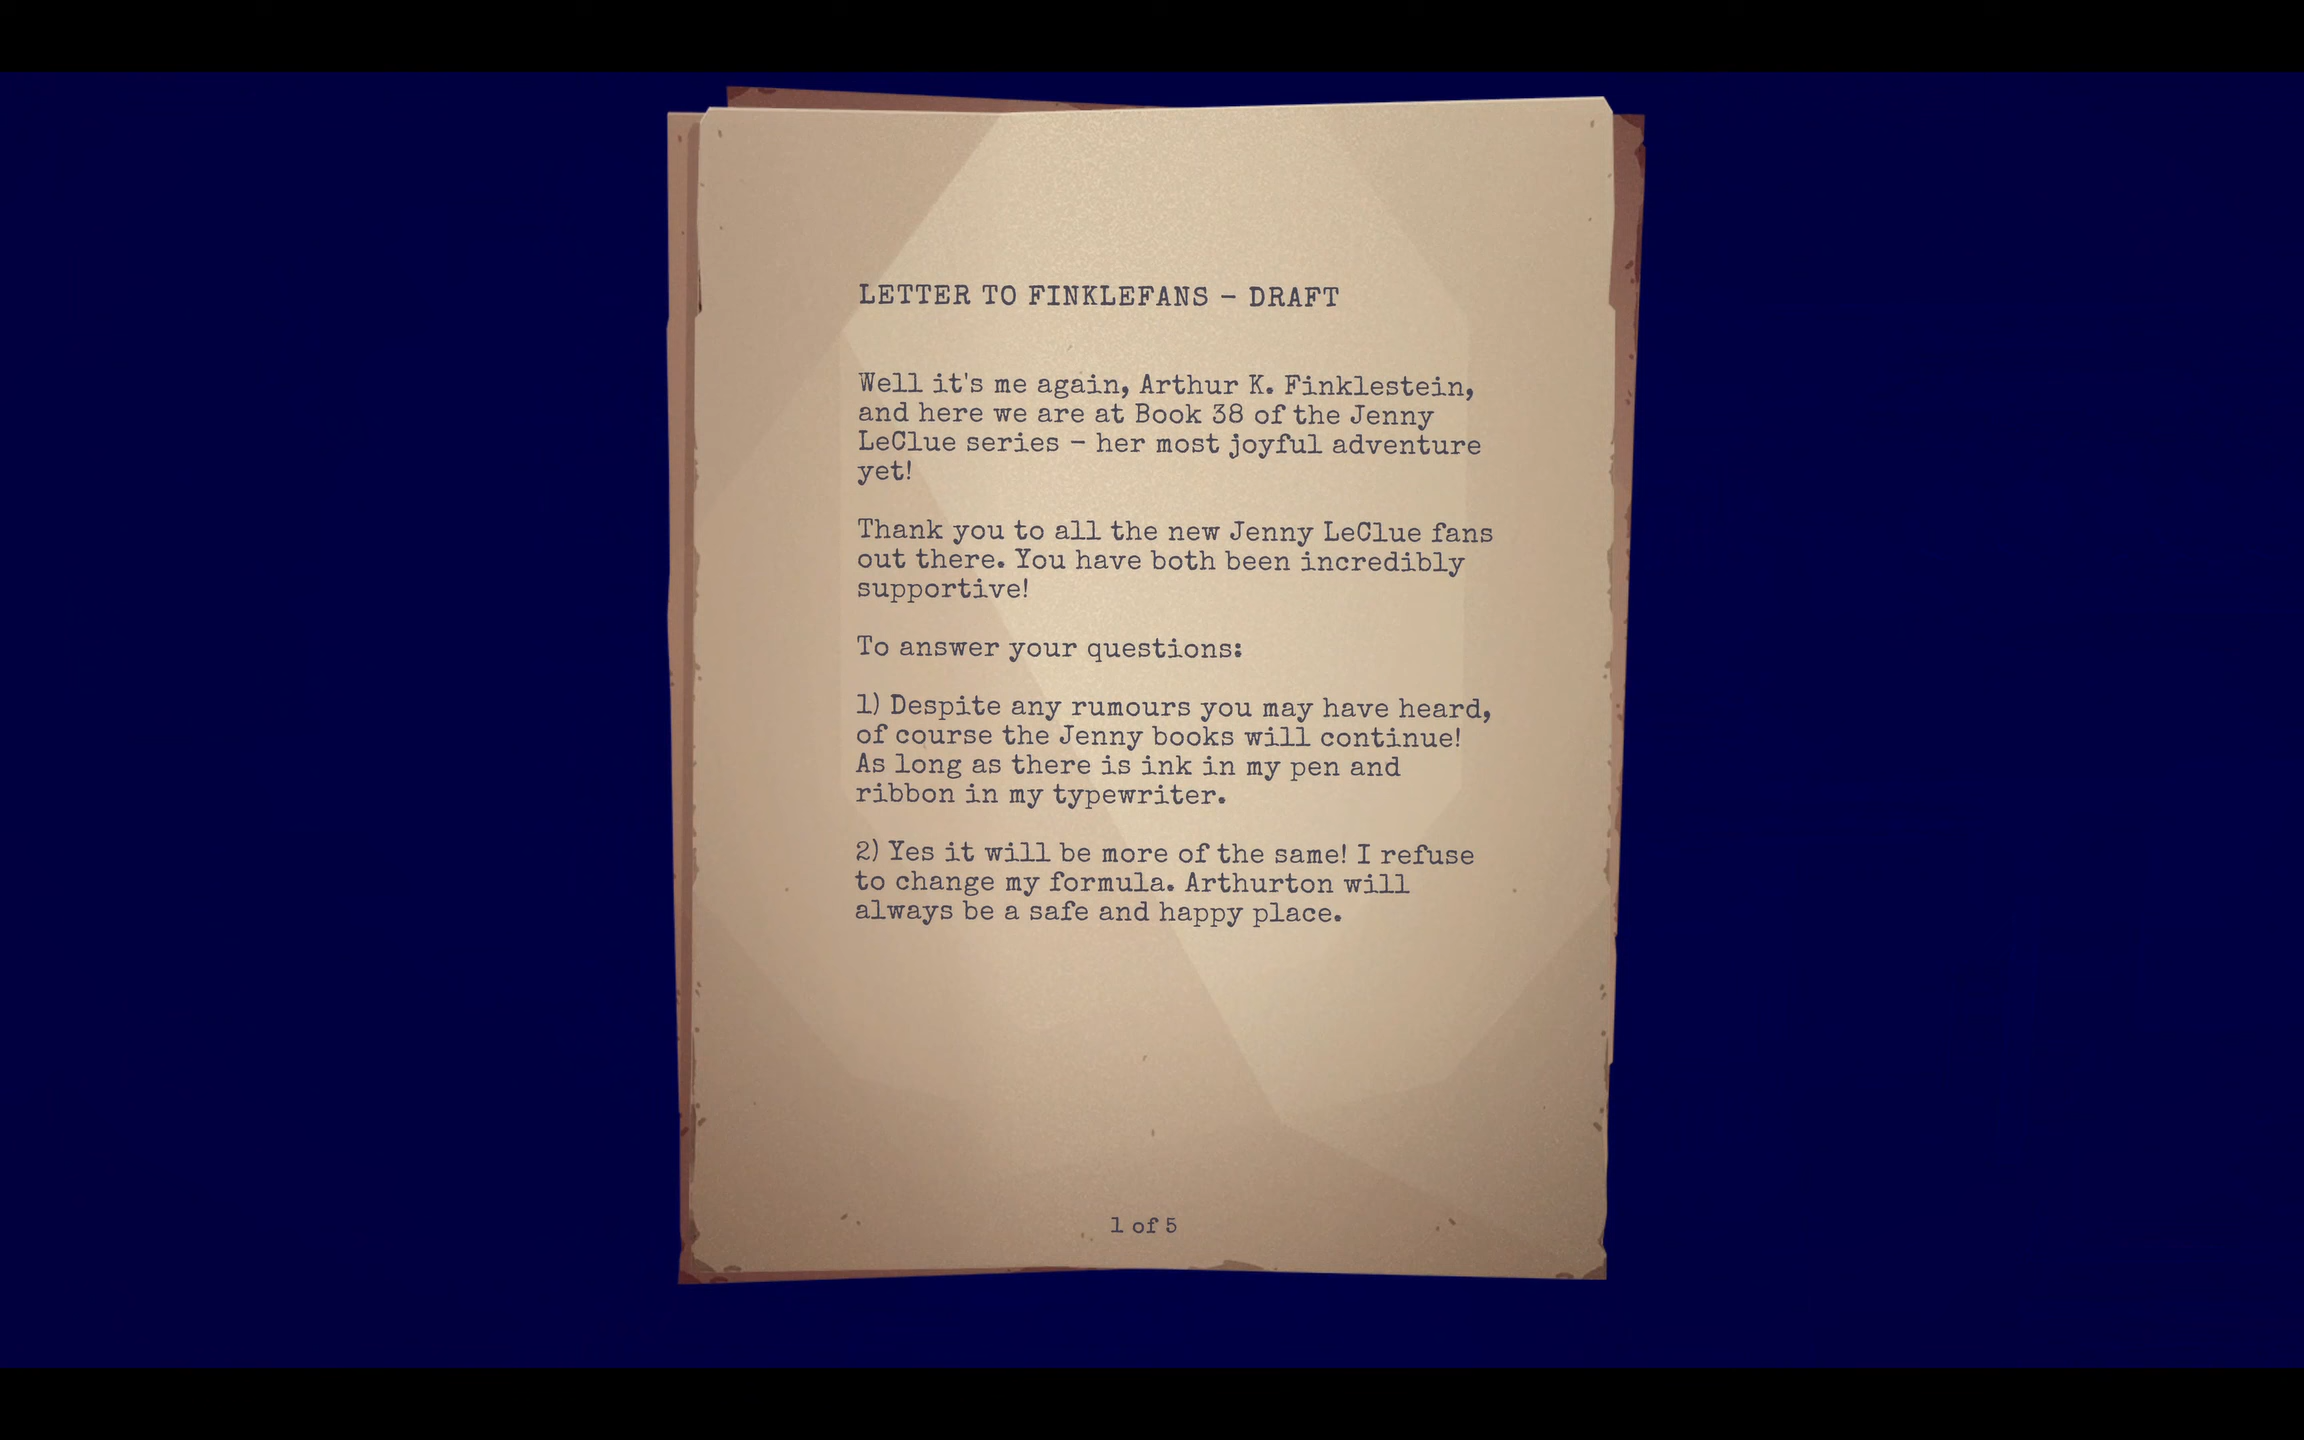 LETTER TO FINKLEFANS - DRAFT
Well it's me again, Arthur K. Finklestein,
and here we are at Book 38 of the Jenny
LeClue series - her most joyful adventure
yet!
Thank you to all the new Jenny LeClue fans
out there. You have both been incredibly
supportive!
To answer your questions:
1) Despite any rumours you may have heard,
of course the Jenny books will continue!
As long as there is ink in my pen and
ribbon in my typewriter.
2) Yes it will be more of the same! I refuse
to change my formula. Arthurton will
always be a safe and happy place.
1 of 5